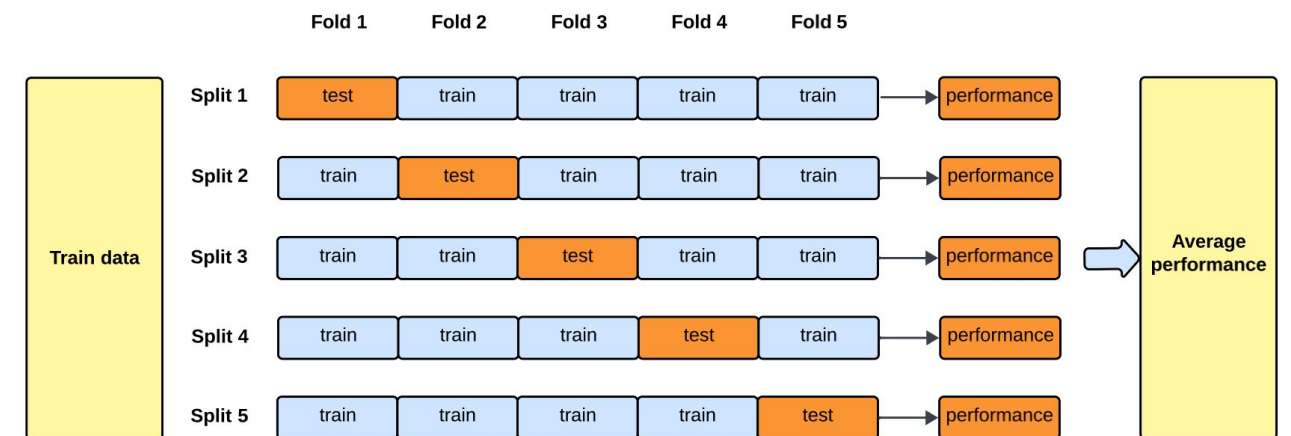 Fold 1 Fold 2 Fold 3 Fold 4 Fold 5
Split 1 test train train train train performance
Split 2 train test train train train performance
Train data Split 3 train train test train train performance Average performance
Split 4 train train train test train performance
Split 5 train train train train test performance